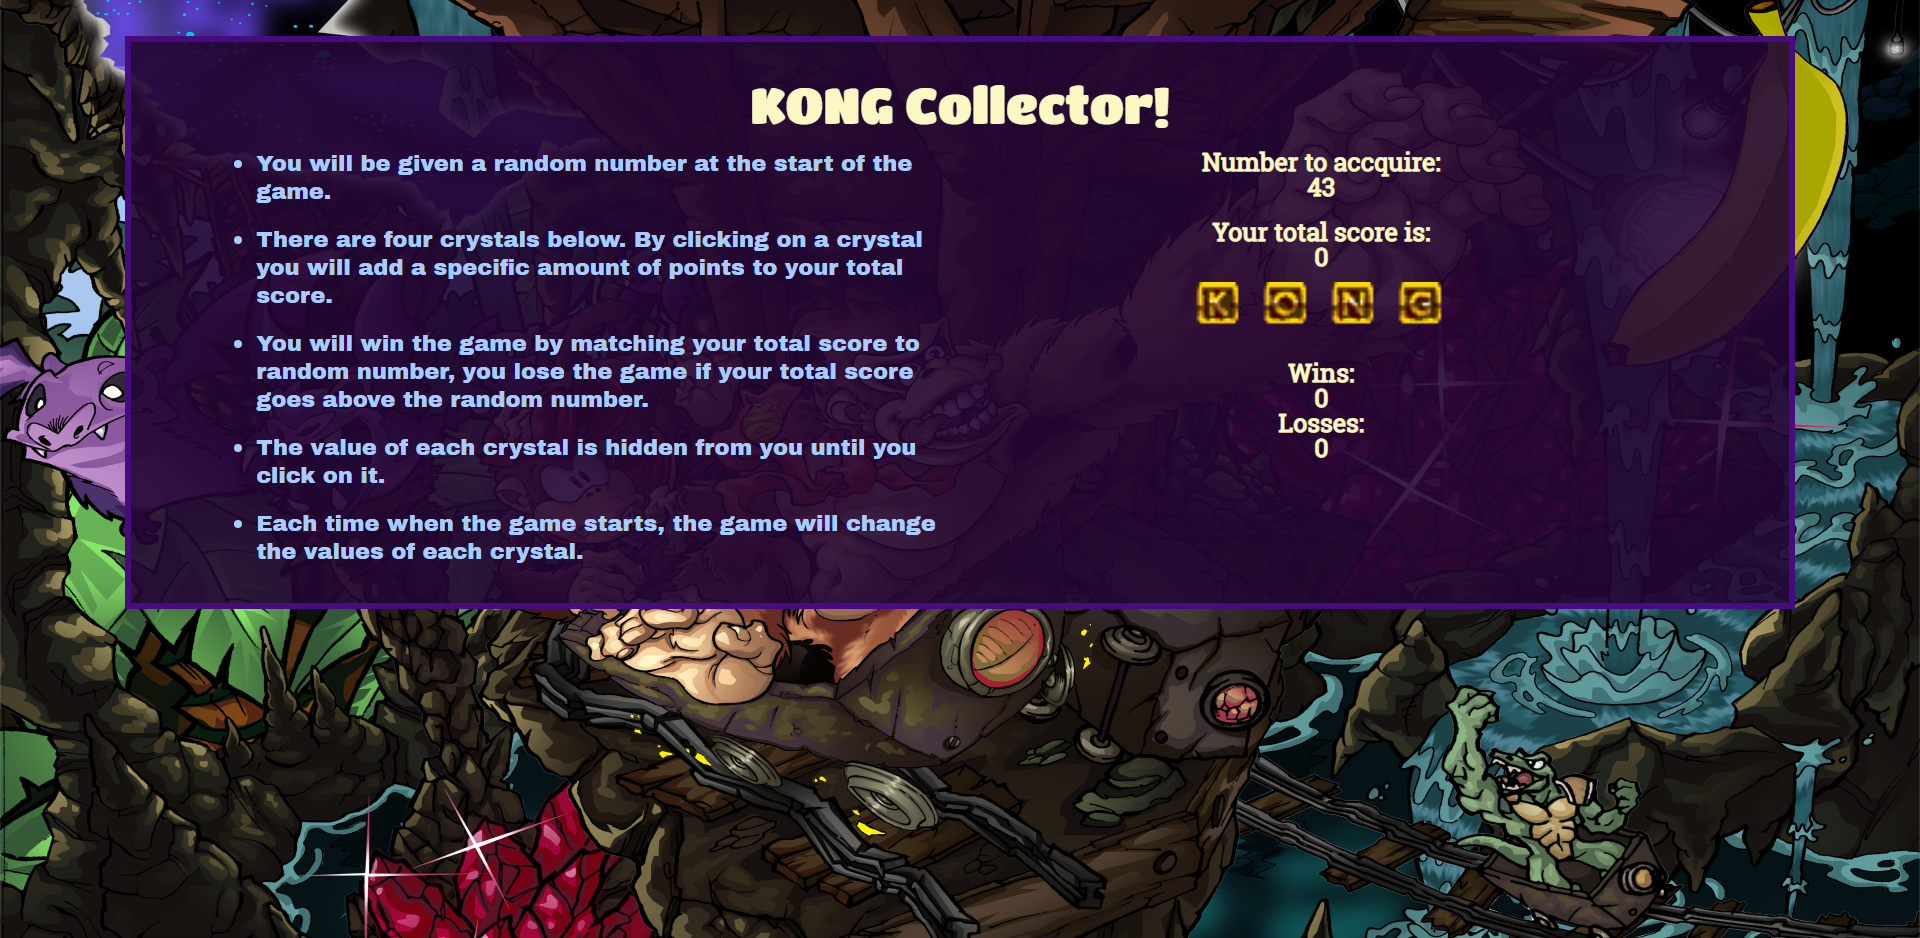 KONG Collector!
You will be given a random number at the start of the
game.
There are four crystals below. By clicking on a crystal
you will add a specific amount of points to your total
score.
You will win the game by matching your total score to
random number, you lose the game if your total score
goes above the random number.
The value of each crystal is hidden from you until you
click on it.
Each time when the game starts, the game will change
the values of each crystal.
Number to accquire:
43
Your total score is:
0
K O N G
Wins:
0
Losses:
0